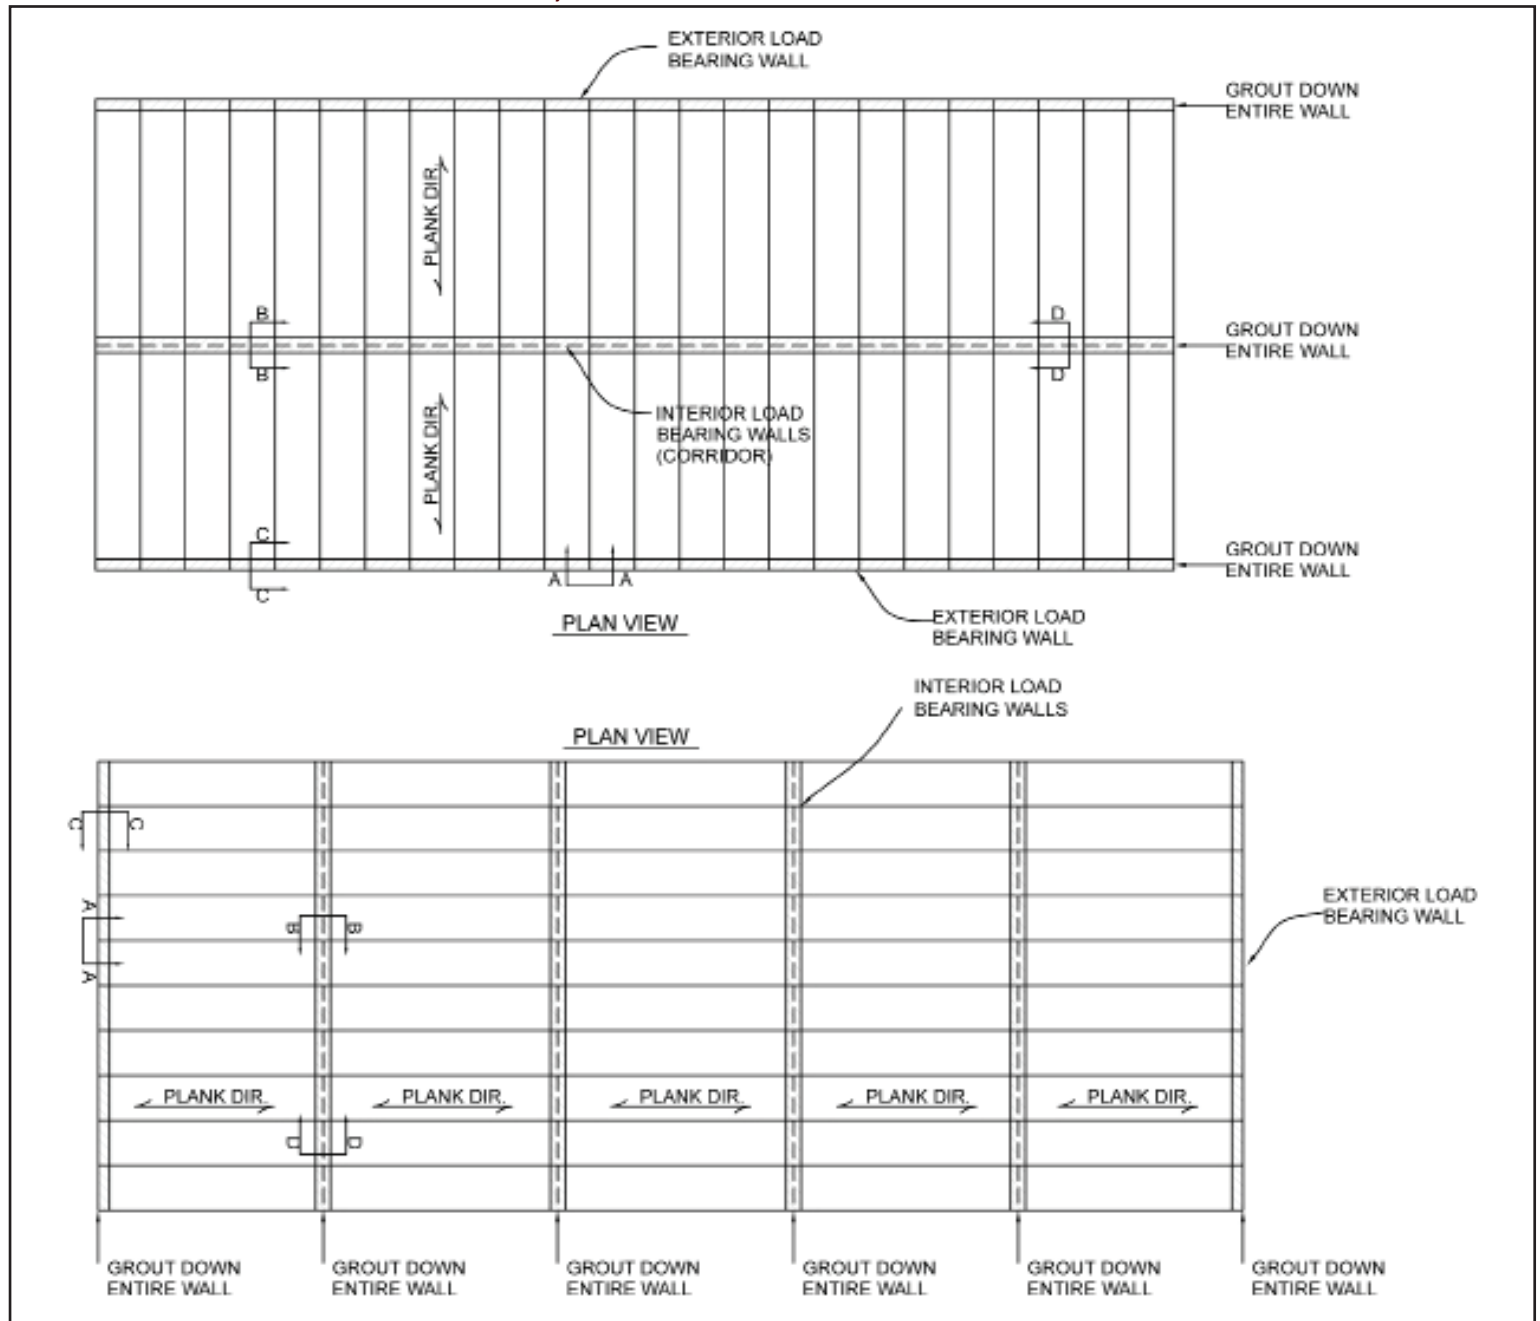 EXTERIOR LOAD
BEARING WALL
GROUT DOWN
ENTIRE WALL
PLANK DIR.
B
D
GROUT DOWN
ENTIRE WALL
B
D
PLANK DIR.
INTERIOR LOAD
BEARING WALLS
(CORRIDOR)
C
GROUT DOWN
ENTIRE WALL
A
A
C
PLAN VIEW
EXTERIOR LOAD
BEARING WALL
INTERIOR LOAD
BEARING WALLS
PLAN VIEW
C
C
A
EXTERIOR LOAD
BEARING WALL
B
B
A
PLANK DIR.
PLANK DIR.
PLANK DIR.
PLANK DIR.
PLANK DIR.
D
D
GROUT DOWN
ENTIRE WALL
GROUT DOWN
ENTIRE WALL
GROUT DOWN
ENTIRE WALL
GROUT DOWN
ENTIRE WALL
GROUT DOWN
ENTIRE WALL
GROUT DOWN
ENTIRE WALL